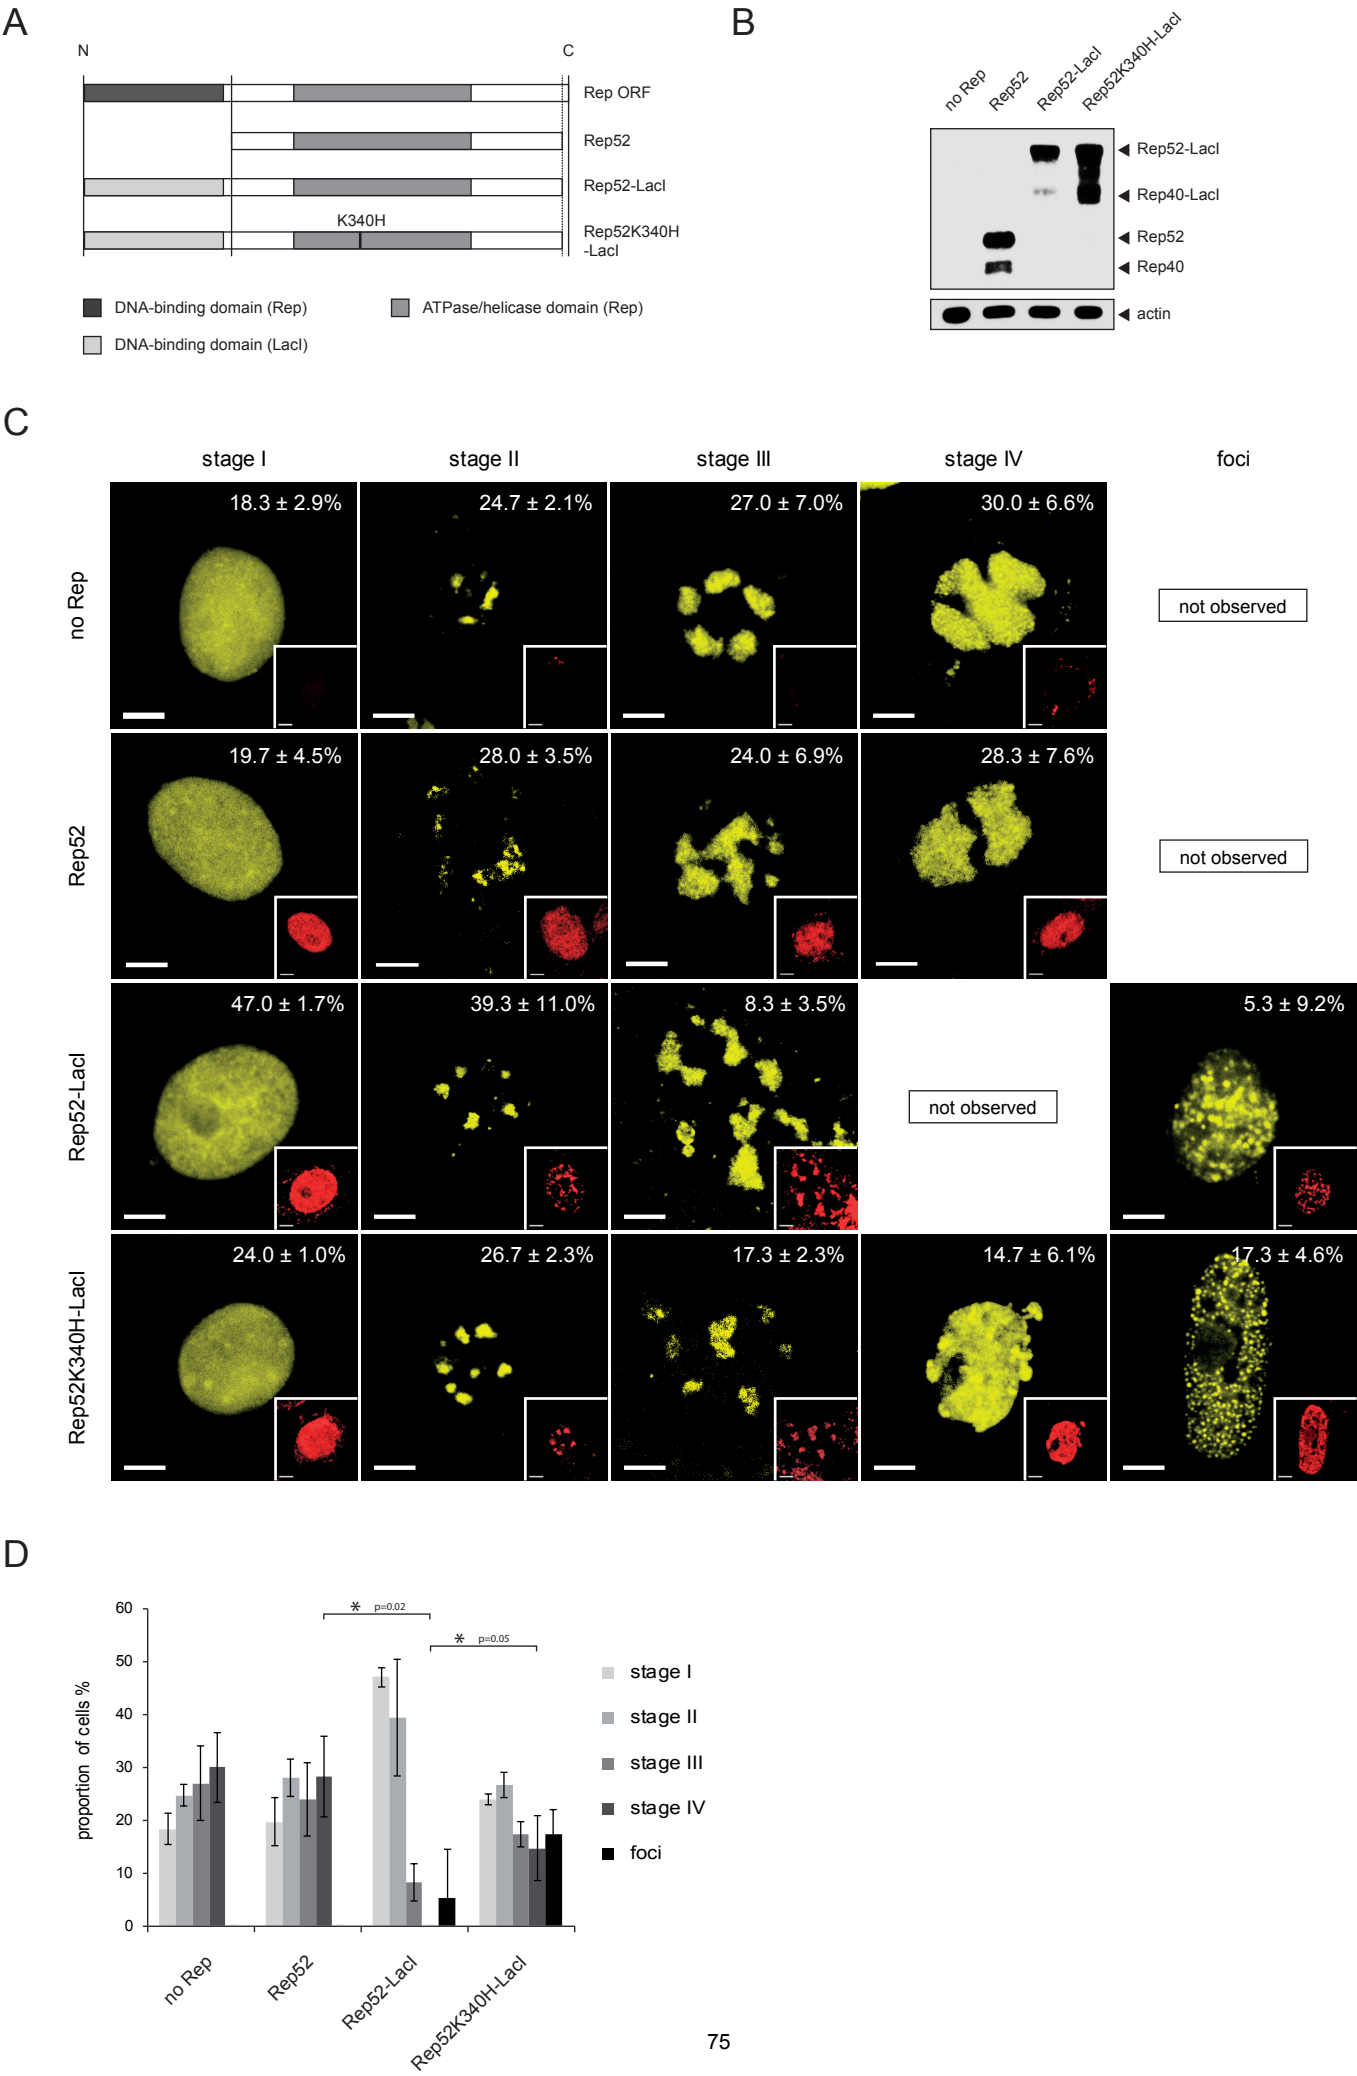 A
N
C
Rep ORF
Rep52
Rep52-LacI
K340H
Rep52K340H
-LacI
DNA-binding domain (Rep)
ATPase/helicase domain (Rep)
DNA-binding domain (LacI)
B
no Rep
Rep52
Rep52-LacI
Rep52K340H-LacI
Rep52-LacI
Rep40-LacI
Rep52
Rep40
actin
C
stage I
stage II
stage III
stage IV
foci
no Rep
18.3 ± 2.9%
24.7 ± 2.1%
27.0 ± 7.0%
30.0 ± 6.6%
not observed
Rep52
19.7 ± 4.5%
28.0 ± 3.5%
24.0 ± 6.9%
28.3 ± 7.6%
not observed
Rep52-LacI
47.0 ± 1.7%
39.3 ± 11.0%
8.3 ± 3.5%
not observed
5.3 ± 9.2%
Rep52K340H-LacI
24.0 ± 1.0%
26.7 ± 2.3%
17.3 ± 2.3%
14.7 ± 6.1%
17.3 ± 4.6%
D
proportion of cells %
60
50
40
30
20
10
0
* p=0.02
* p=0.05
no Rep
Rep52
Rep52-LacI
Rep52K340H-LacI
stage I
stage II
stage III
stage IV
foci
75